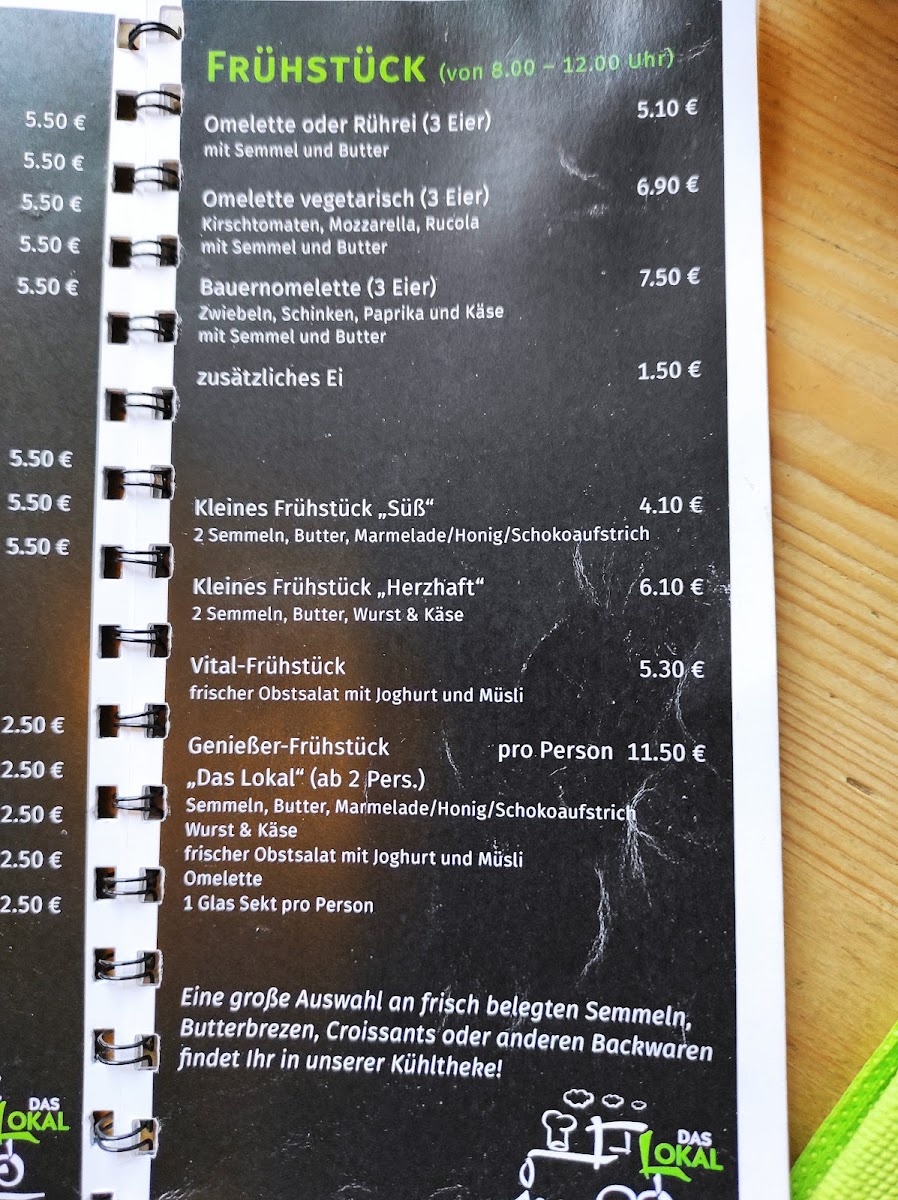 5.50 €
5.50 €
5.50 €
5.50 €
5.50 €
5.50 €
5.50 €
5.50 €
2.50 €
2.50 €
2.50 €
2.50 €
2.50 €
DAS
LOKAL
FRÜHSTÜCK (von 8.00 – 12.00 Uhr)
Omelette oder Rührei (3 Eier) 5.10 €
mit Semmel und Butter
Omelette vegetarisch (3 Eier) 6.90 €
Kirschtomaten, Mozzarella, Rucola
mit Semmel und Butter
Bauernomelette (3 Eier) 7.50 €
Zwiebeln, Schinken, Paprika und Käse
mit Semmel und Butter
zusätzliches Ei 1.50 €
Kleines Frühstück „Süß“ 4.10 €
2 Semmeln, Butter, Marmelade/Honig/Schokoaufstrich
Kleines Frühstück „Herzhaft“ 6.10 €
2 Semmeln, Butter, Wurst & Käse
Vital-Frühstück 5.30 €
frischer Obstsalat mit Joghurt und Müsli
Genießer-Frühstück pro Person 11.50 €
„Das Lokal“ (ab 2 Pers.)
Semmeln, Butter, Marmelade/Honig/Schokoaufstrich
Wurst & Käse
frischer Obstsalat mit Joghurt und Müsli
Omelette
1 Glas Sekt pro Person
Eine große Auswahl an frisch belegten Semmeln,
Butterbrezen, Croissants oder anderen Backwaren
findet Ihr in unserer Kühltheke!
DAS
LOKAL